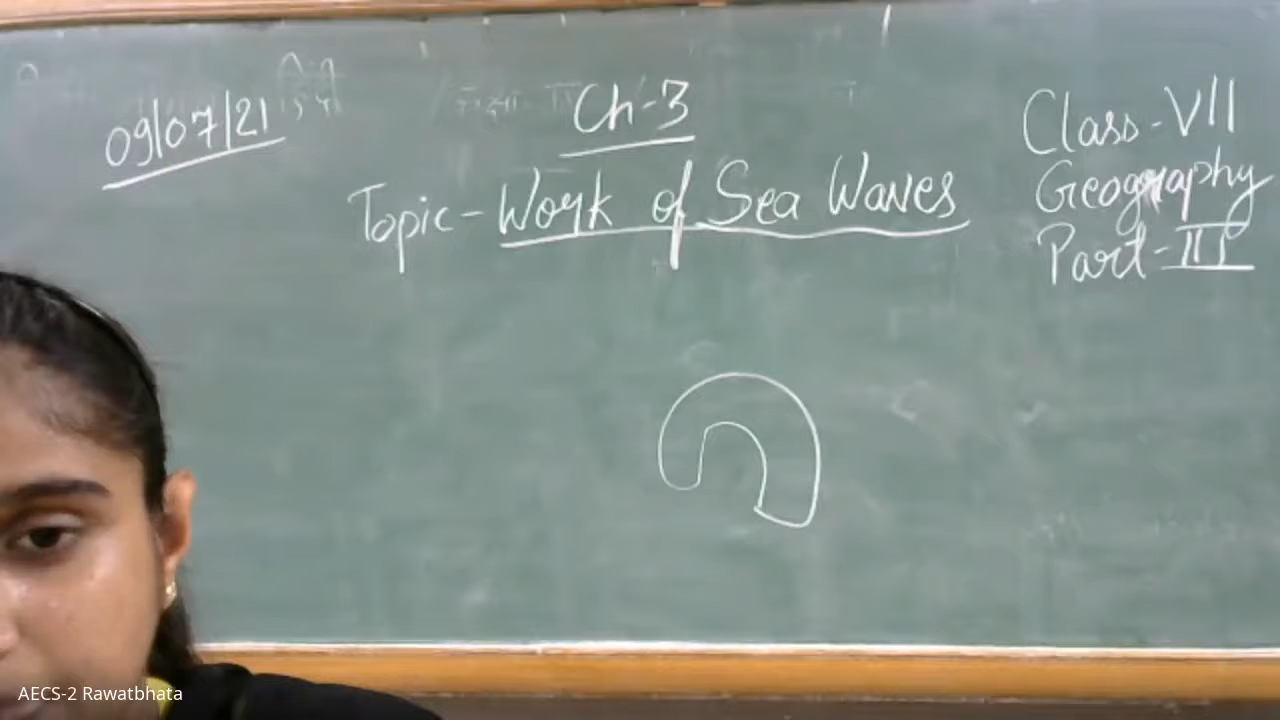 09/07/21
Ch-3
Topic - Work of Sea Waves
Class - VII
Geography
Part - III
AECS-2 Rawatbhata